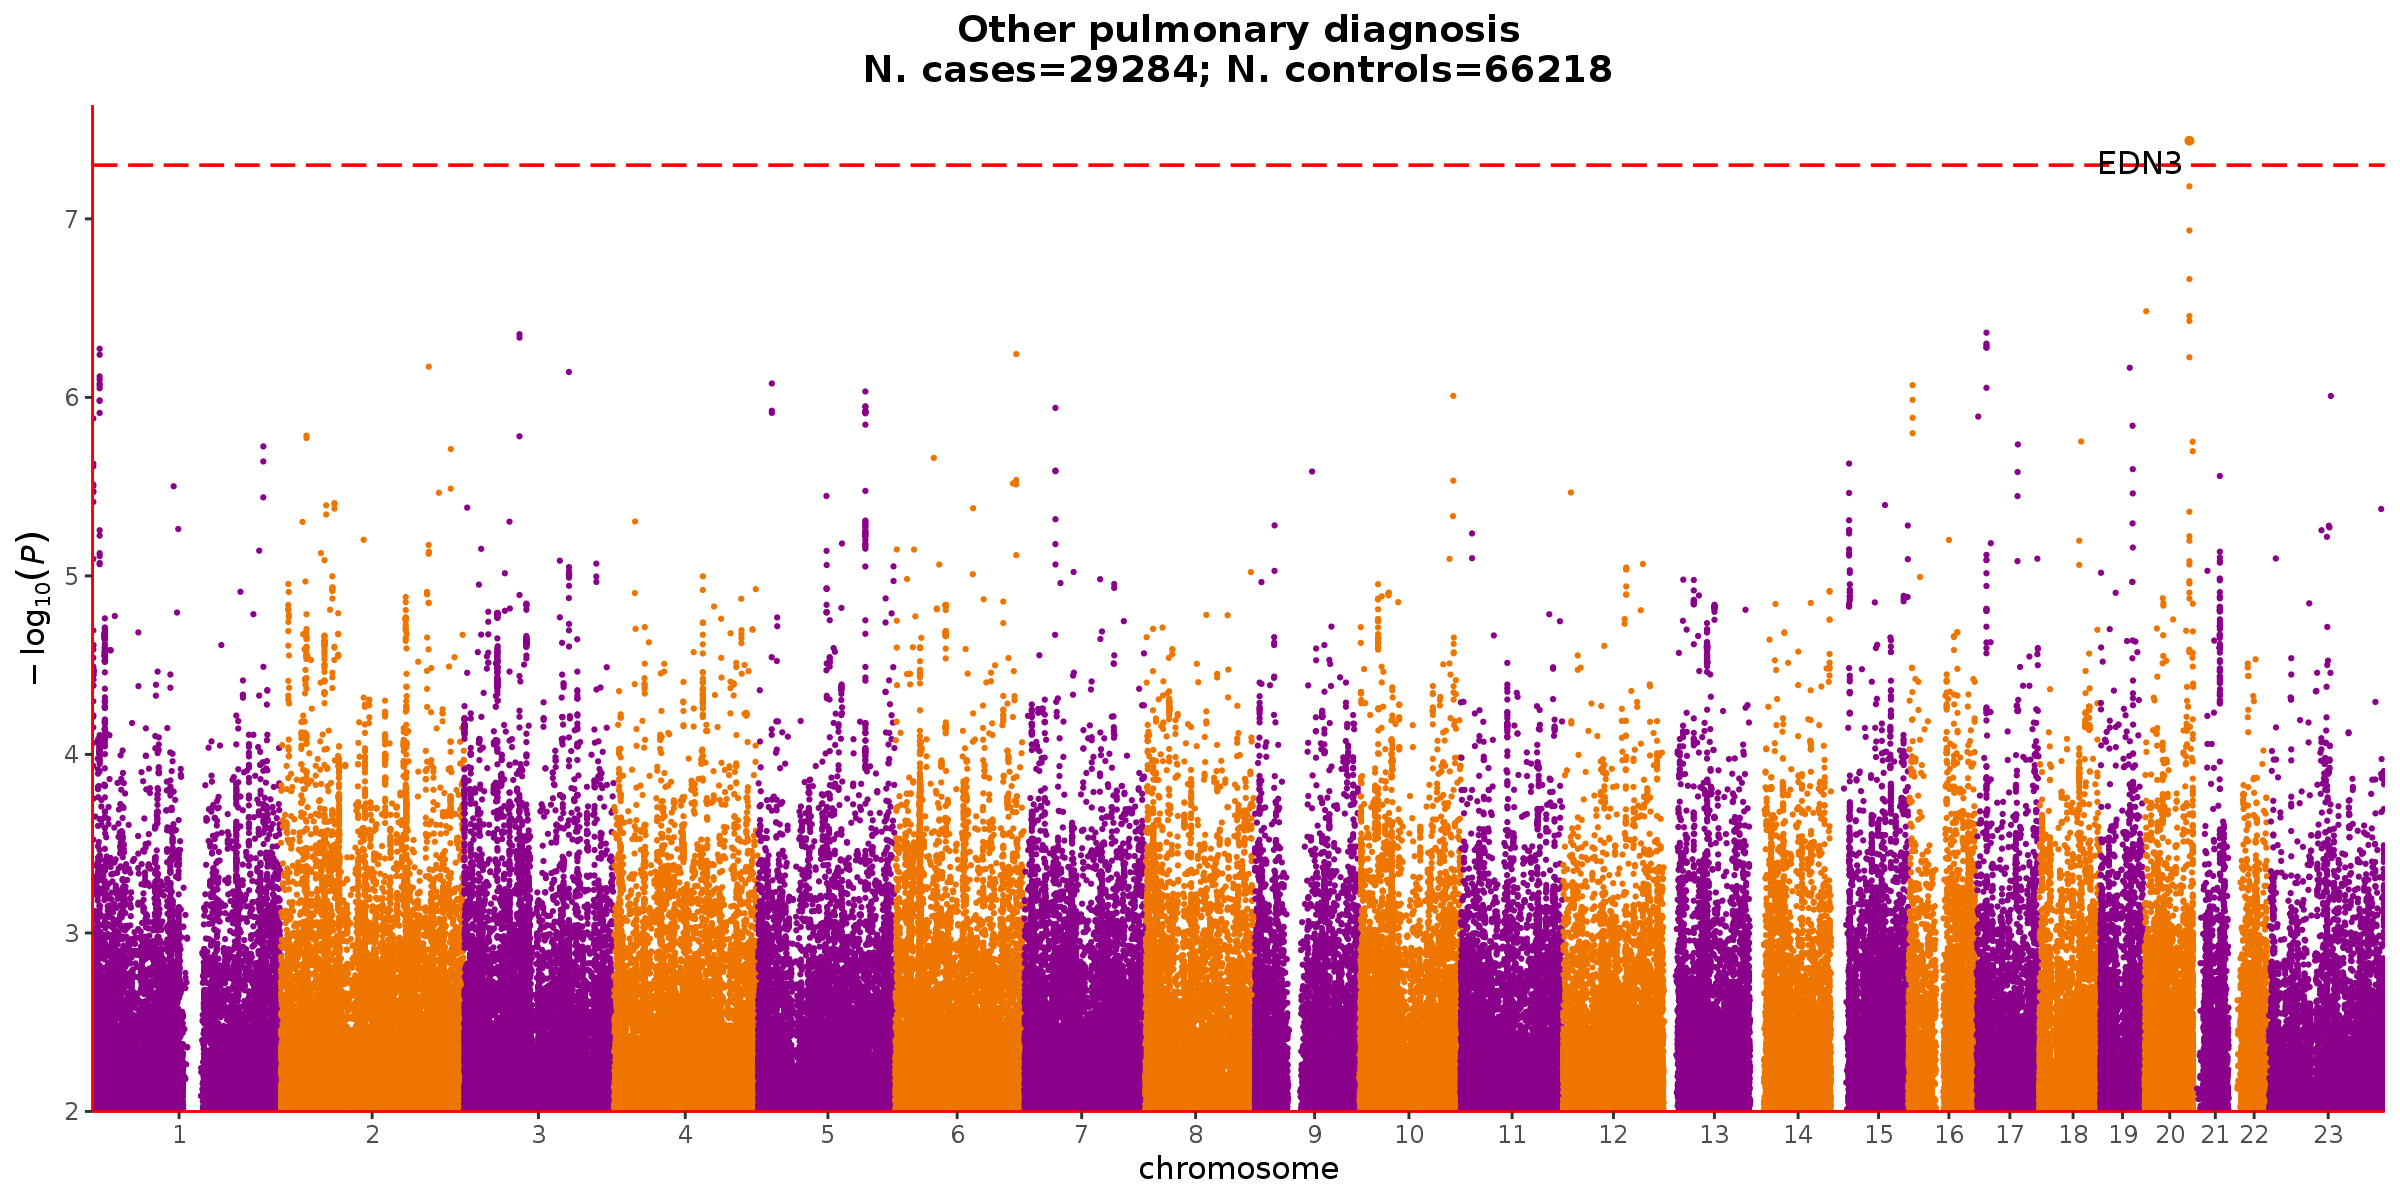 Other pulmonary diagnosis
N. cases=29284; N. controls=66218
EDN3
7
6
5
4
3
2
−log10(P)
1 2 3 4 5 6 7 8 9 10 11 12 13 14 15 16 17 18 19 20 21 22 23
chromosome